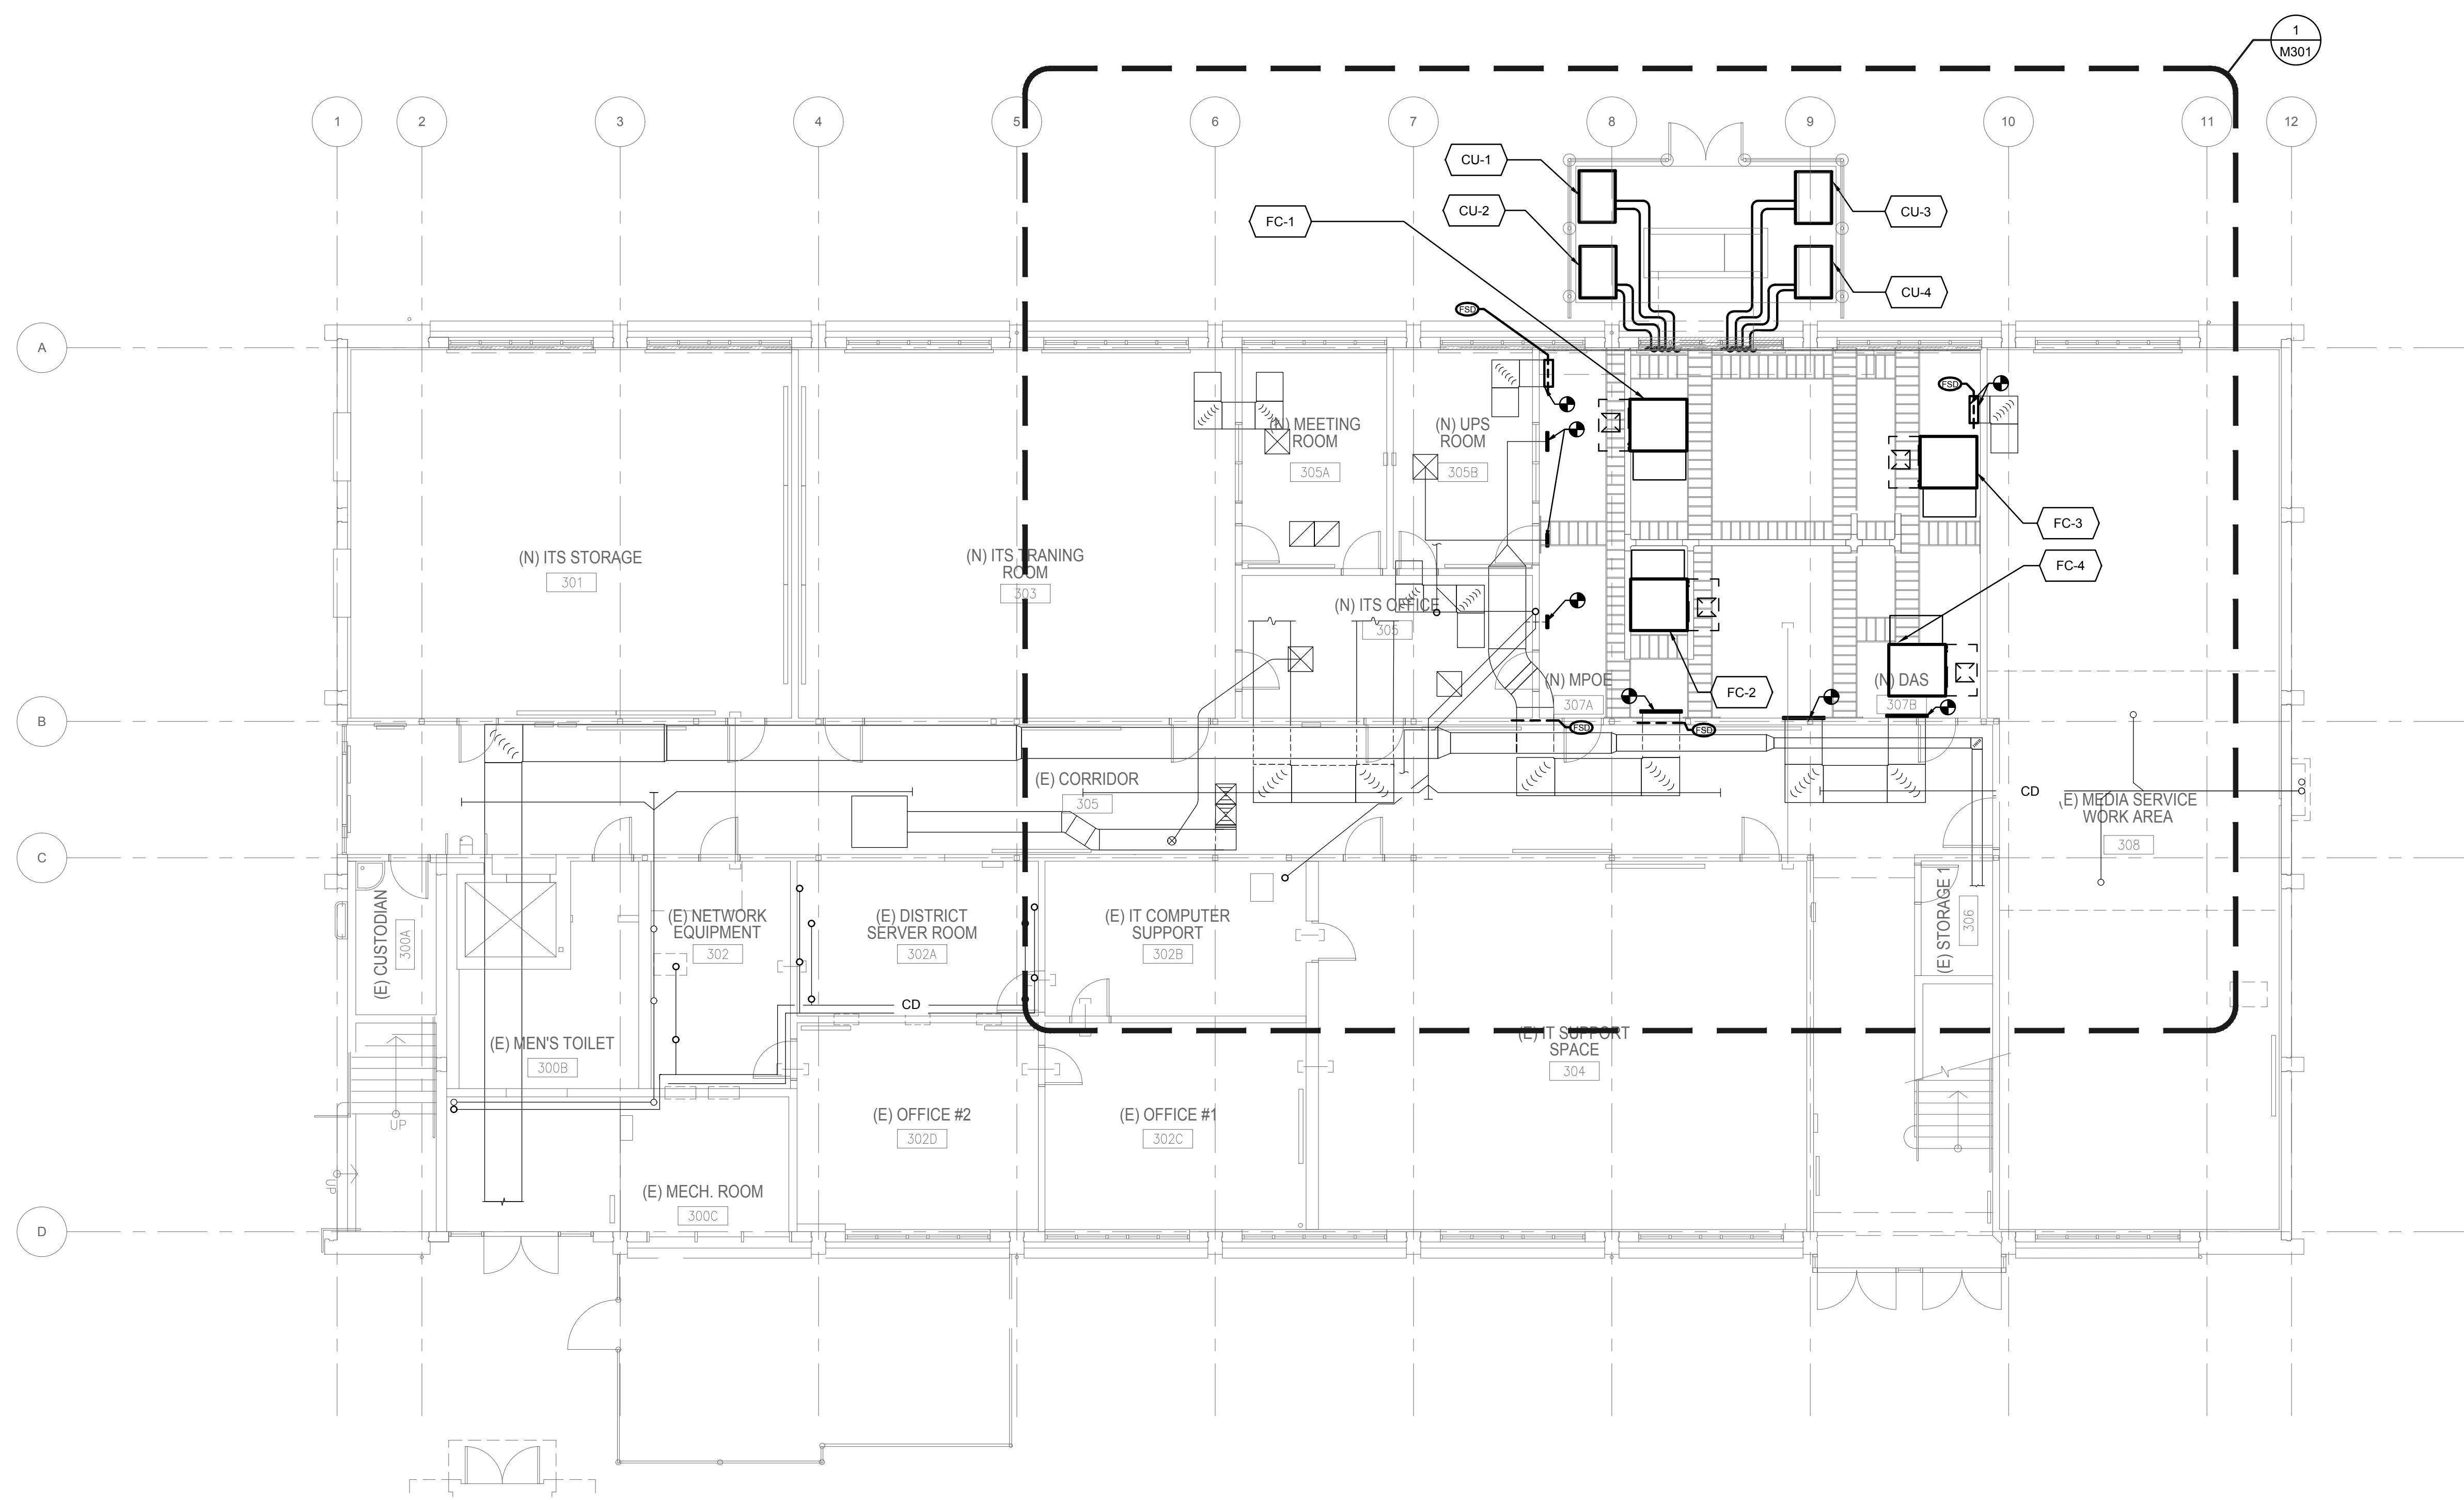 1
M301
1
2
3
4
5
6
7
8
9
10
11
12
CU-1
CU-2
CU-3
CU-4
FC-1
FSD
A
FSD
(N) MEETING
ROOM
305A
(N) UPS
ROOM
305B
FC-3
FC-4
(N) ITS STORAGE
301
(N) ITS TRANING
ROOM
303
(N) ITS OFFICE
305
(N) MPOE
307A
FC-2
(N) DAS
307B
B
FSD
FSD
(E) CORRIDOR
305
CD
(E) MEDIA SERVICE
WORK AREA
308
C
(E) CUSTODIAN
300A
(E) NETWORK
EQUIPMENT
302
(E) DISTRICT
SERVER ROOM
302A
(E) IT COMPUTER
SUPPORT
302B
(E) STORAGE 1
306
CD
(E) MEN'S TOILET
300B
(E) IT SUPPORT
SPACE
304
UP
(E) OFFICE #2
302D
(E) OFFICE #1
302C
UP
(E) MECH. ROOM
300C
D